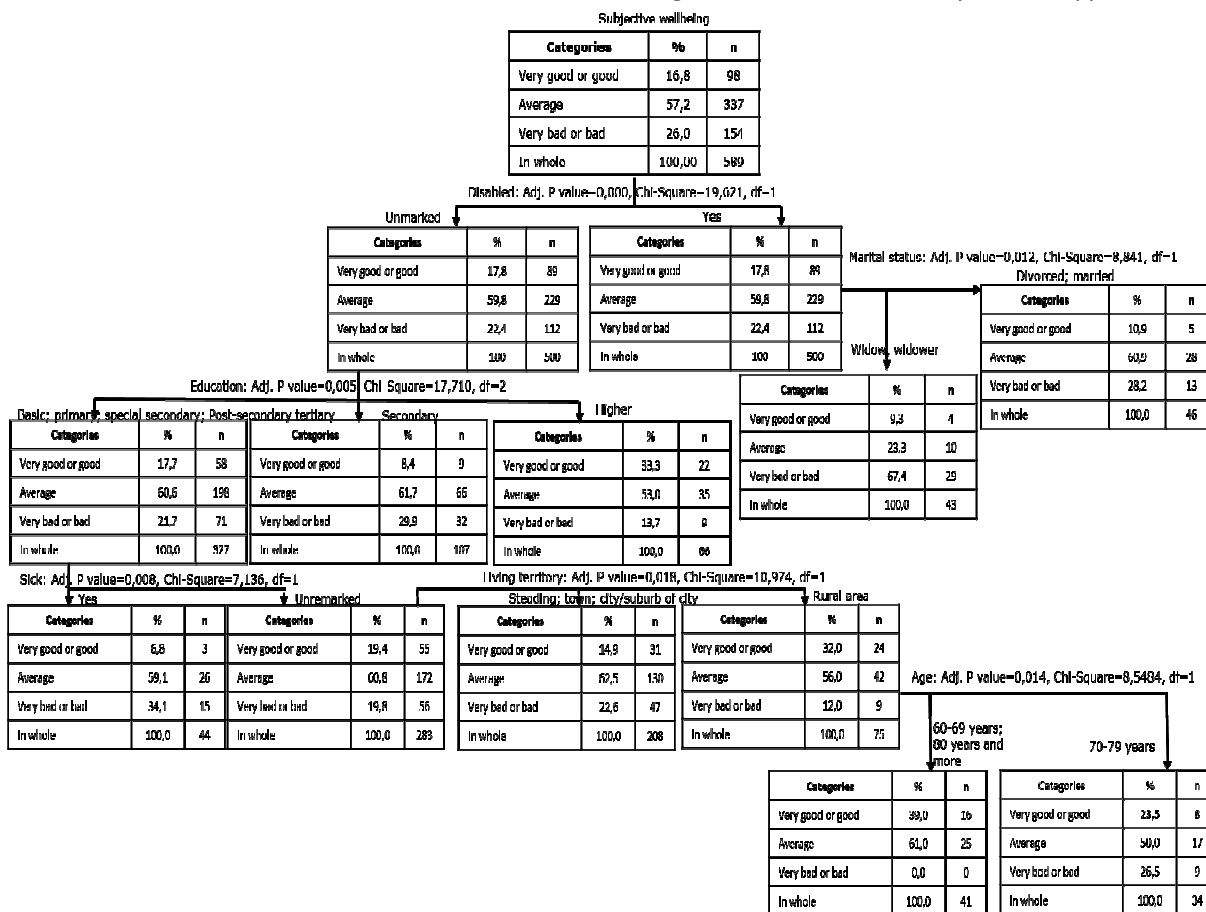 Subjective wellbeing
Categories % n
Very good or good 16,8 98
Average 57,2 337
Very bad or bad 26,0 154
In whole 100,00 589
Disabled: Adj. P value=0,000, Chi-Square=19,621, df=1
Unmarked
Categories % n
Very good or good 17,8 89
Average 59,8 229
Very bad or bad 22,4 112
In whole 100 500
Yes
Categories % n
Very good or good 17,8 89
Average 59,8 229
Very bad or bad 22,4 112
In whole 100 500
Marital status: Adj. P value=0,012, Chi-Square=8,841, df=1
Divorced; married
Categories % n
Very good or good 10,9 5
Average 60,9 28
Very bad or bad 28,2 13
In whole 100,0 46
Widow, widower
Categories % n
Very good or good 9,3 4
Average 23,3 10
Very bad or bad 67,4 29
In whole 100,0 43
Education: Adj. P value=0,005, Chi Square=17,710, df=2
Basic; primary; special secondary; Post-secondary tertiary
Categories % n
Very good or good 17,7 58
Average 60,6 198
Very bad or bad 21,7 71
In whole 100,0 327
Secondary
Categories % n
Very good or good 8,4 9
Average 61,7 66
Very bad or bad 29,9 32
In whole 100,0 107
Higher
Categories % n
Very good or good 33,3 22
Average 53,0 35
Very bad or bad 13,7 9
In whole 100,0 66
Sick: Adj. P value=0,008, Chi-Square=7,136, df=1
Yes
Categories % n
Very good or good 6,8 3
Average 59,1 26
Very bad or bad 34,1 15
In whole 100,0 44
Unremarked
Categories % n
Very good or good 19,4 55
Average 60,8 172
Very bad or bad 19,8 56
In whole 100,0 283
Living territory: Adj. P value=0,018, Chi-Square=10,974, df=1
Steading; town; city/suburb of city
Categories % n
Very good or good 14,9 31
Average 62,5 130
Very bad or bad 22,6 47
In whole 100,0 208
Rural area
Categories % n
Very good or good 32,0 24
Average 56,0 42
Very bad or bad 12,0 9
In whole 100,0 75
Age: Adj. P value=0,014, Chi-Square=8,5484, df=1
60-69 years;
80 years and
more
Categories % n
Very good or good 39,0 16
Average 61,0 25
Very bad or bad 0,0 0
In whole 100,0 41
70-79 years
Categories % n
Very good or good 23,5 8
Average 50,0 17
Very bad or bad 26,5 9
In whole 100,0 34